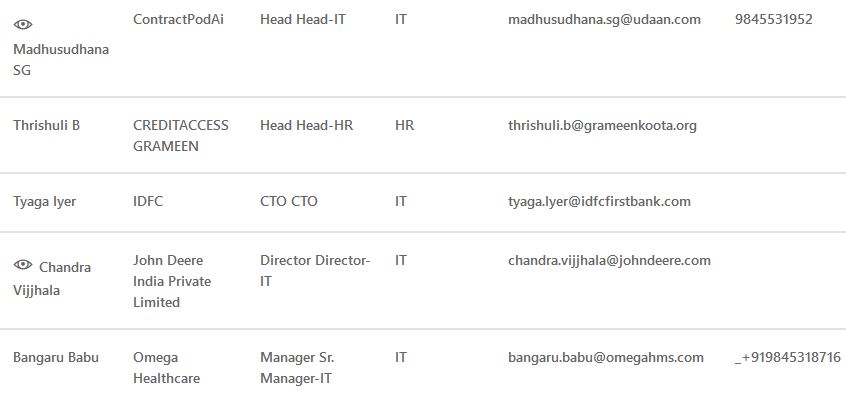 Madhusudhana SG ContractPodAi Head Head-IT IT madhusudhana.sg@udaan.com 9845531952
Thrishuli B CREDITACCESS GRAMEEN Head Head-HR HR thrishuli.b@grameenkoota.org
Tyaga Iyer IDFC CTO CTO IT tyaga.Iyer@idfcfirstbank.com
Chandra Vijjhala John Deere India Private Limited Director Director-IT IT chandra.vijjhala@johndeere.com
Bangaru Babu Omega Healthcare Manager Sr. Manager-IT IT bangaru.babu@omegahms.com _+919845318716